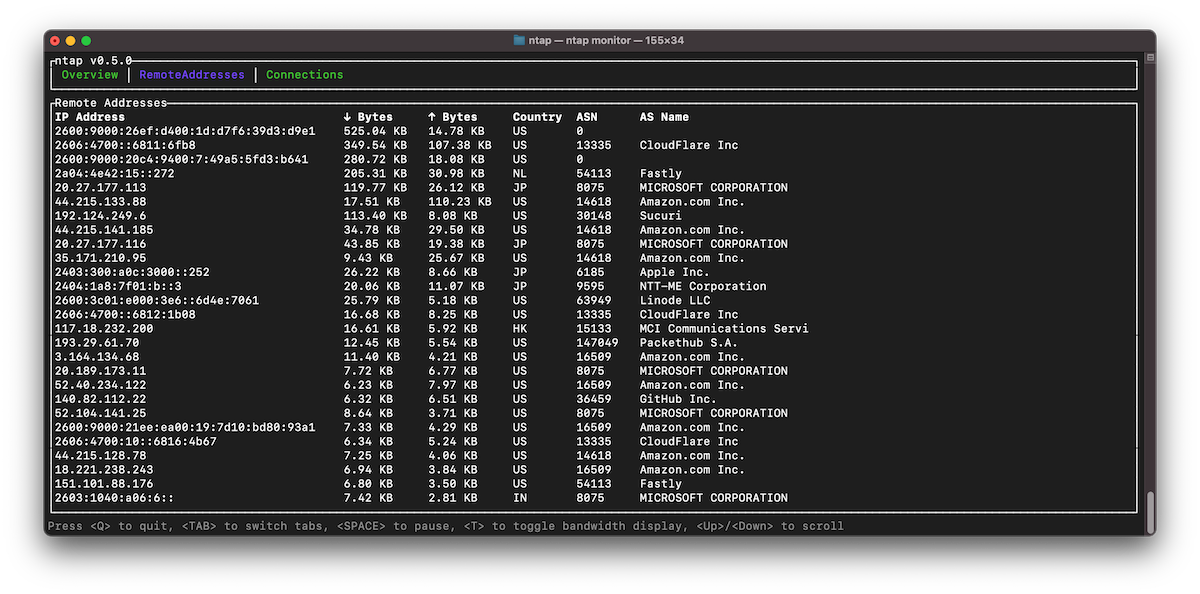 ntap — ntap monitor — 155×34
ntap v0.5.0
Overview | RemoteAddresses | Connections
Remote Addresses
IP Address ↓ Bytes ↑ Bytes Country ASN AS Name
2600:9000:26ef:d400:1d:d7f6:39d3:d9e1 525.04 KB 14.78 KB US 0
2606:4700::6811:6fb8 349.54 KB 107.38 KB US 13335 CloudFlare Inc
2600:9000:20c4:9400:7:49a5:5fd3:b641 280.72 KB 18.08 KB US 0
2a04:4e42:15::272 205.31 KB 30.98 KB NL 54113 Fastly
20.27.177.113 119.77 KB 26.12 KB JP 8075 MICROSOFT CORPORATION
44.215.133.88 17.51 KB 110.23 KB US 14618 Amazon.com Inc.
192.124.249.6 113.40 KB 8.08 KB US 30148 Sucuri
44.215.141.185 34.78 KB 29.50 KB US 14618 Amazon.com Inc.
20.27.177.116 43.85 KB 19.38 KB JP 8075 MICROSOFT CORPORATION
35.171.210.95 9.43 KB 25.67 KB US 14618 Amazon.com Inc.
2403:300:a0c:3000::252 26.22 KB 8.66 KB JP 6185 Apple Inc.
2404:1a8:7f01:b::3 20.06 KB 11.07 KB JP 9595 NTT-ME Corporation
2600:3c01:e000:3e6::6d4e:7061 25.79 KB 5.18 KB US 63949 Linode LLC
2606:4700::6812:1b08 16.68 KB 8.25 KB US 13335 CloudFlare Inc
117.18.232.200 16.61 KB 5.92 KB HK 15133 MCI Communications Servi
193.29.61.70 12.45 KB 5.54 KB US 147049 Packethub S.A.
3.164.134.68 11.40 KB 4.21 KB US 16509 Amazon.com Inc.
20.189.173.11 7.72 KB 6.77 KB US 8075 MICROSOFT CORPORATION
52.40.234.122 6.23 KB 7.97 KB US 16509 Amazon.com Inc.
140.82.112.22 6.32 KB 6.51 KB US 36459 GitHub Inc.
52.104.141.25 8.64 KB 3.71 KB US 8075 MICROSOFT CORPORATION
2600:9000:21ee:ea00:19:7d10:bd80:93a1 7.33 KB 4.29 KB US 16509 Amazon.com Inc.
2606:4700:10::6816:4b67 6.34 KB 5.24 KB US 13335 CloudFlare Inc
44.215.128.78 7.25 KB 4.06 KB US 14618 Amazon.com Inc.
18.221.238.243 6.94 KB 3.84 KB US 16509 Amazon.com Inc.
151.101.88.176 6.80 KB 3.50 KB US 54113 Fastly
2603:1040:a06:6:: 7.42 KB 2.81 KB IN 8075 MICROSOFT CORPORATION
Press <Q> to quit, <TAB> to switch tabs, <SPACE> to pause, <T> to toggle bandwidth display, <Up>/<Down> to scroll